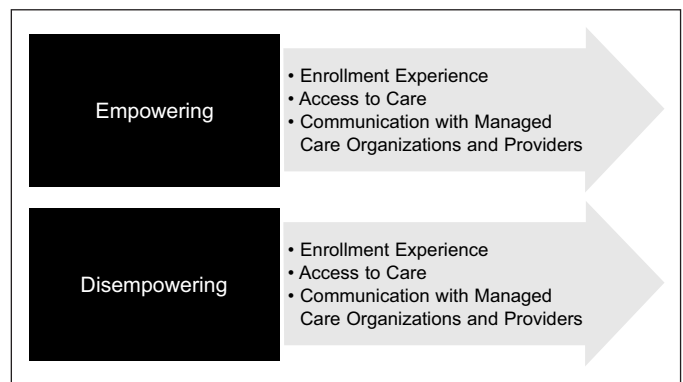 Empowering
• Enrollment Experience
• Access to Care
• Communication with Managed
Care Organizations and Providers
Disempowering
• Enrollment Experience
• Access to Care
• Communication with Managed
Care Organizations and Providers